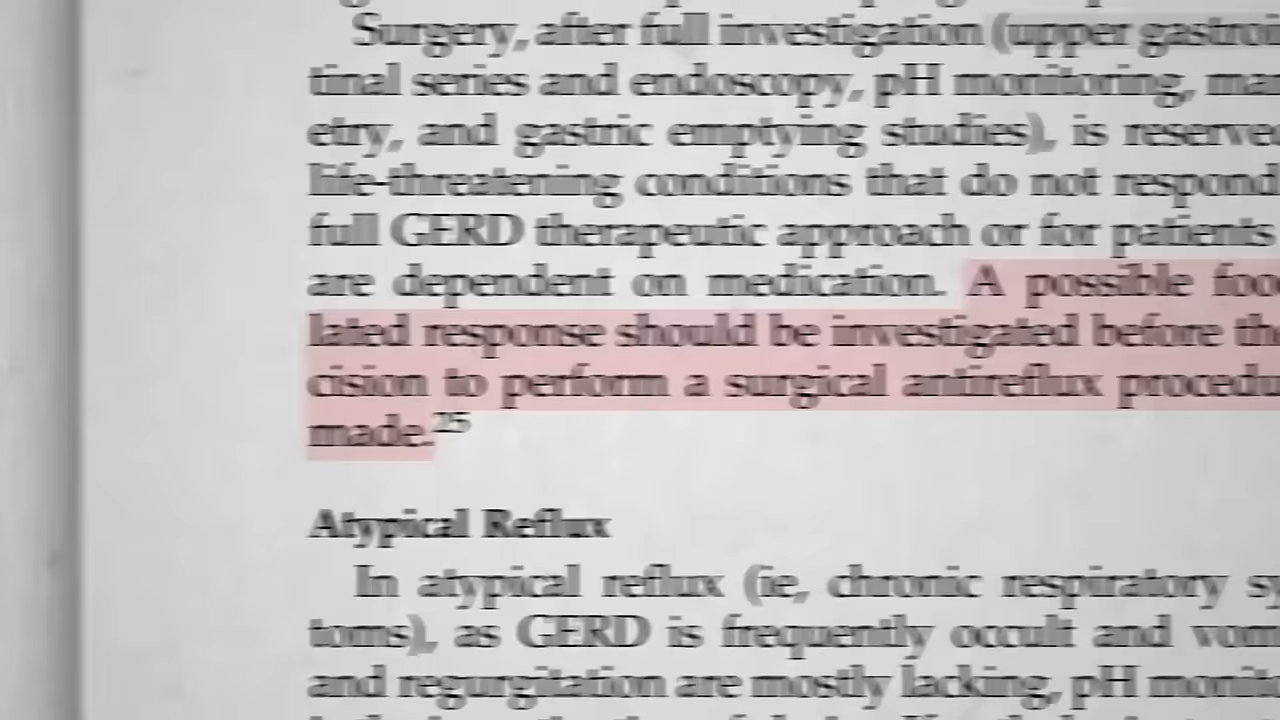 Surgery, after full investigation (upper gastroi
tinal series and endoscopy, pH monitoring, ma
etry, and gastric emptying studies), is reserve
life-threatening conditions that do not respond
full GERD therapeutic approach or for patients
are dependent on medication. A possible foo
lated response should be investigated before th
cision to perform a surgical antireflux procedu
made.25
Atypical Reflux
In atypical reflux (ie, chronic respiratory sy
toms), as GERD is frequently occult and vom
and regurgitation are mostly lacking, pH monit